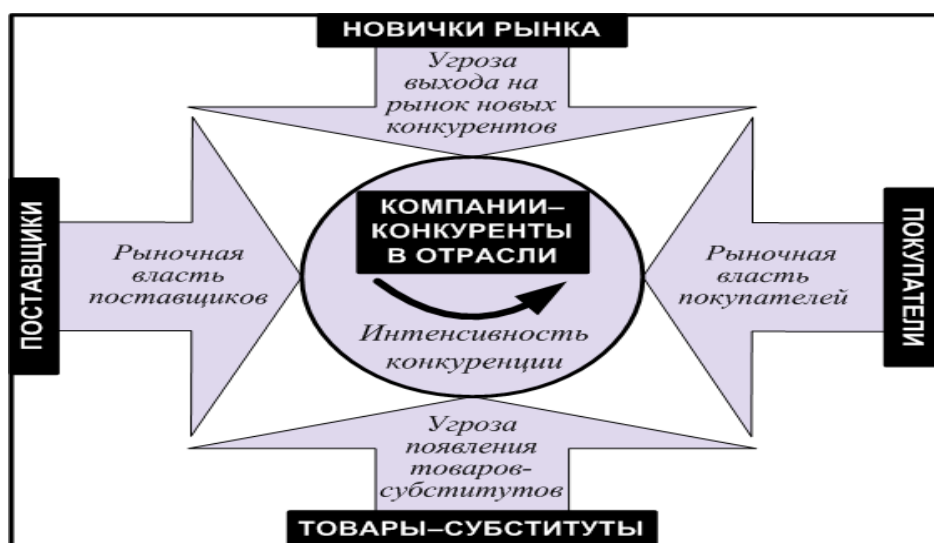 НОВИЧКИ РЫНКА
Угроза
выхода на
рынок новых
конкурентов
ПОСТАВЩИКИ
Рыночная
власть
поставщиков
КОМПАНИИ–
КОНКУРЕНТЫ
В ОТРАСЛИ
Интенсивность
конкуренции
Рыночная
власть
покупателей
ПОКУПАТЕЛИ
Угроза
появления
товаров-
субститутов
ТОВАРЫ–СУБСТИТУТЫ